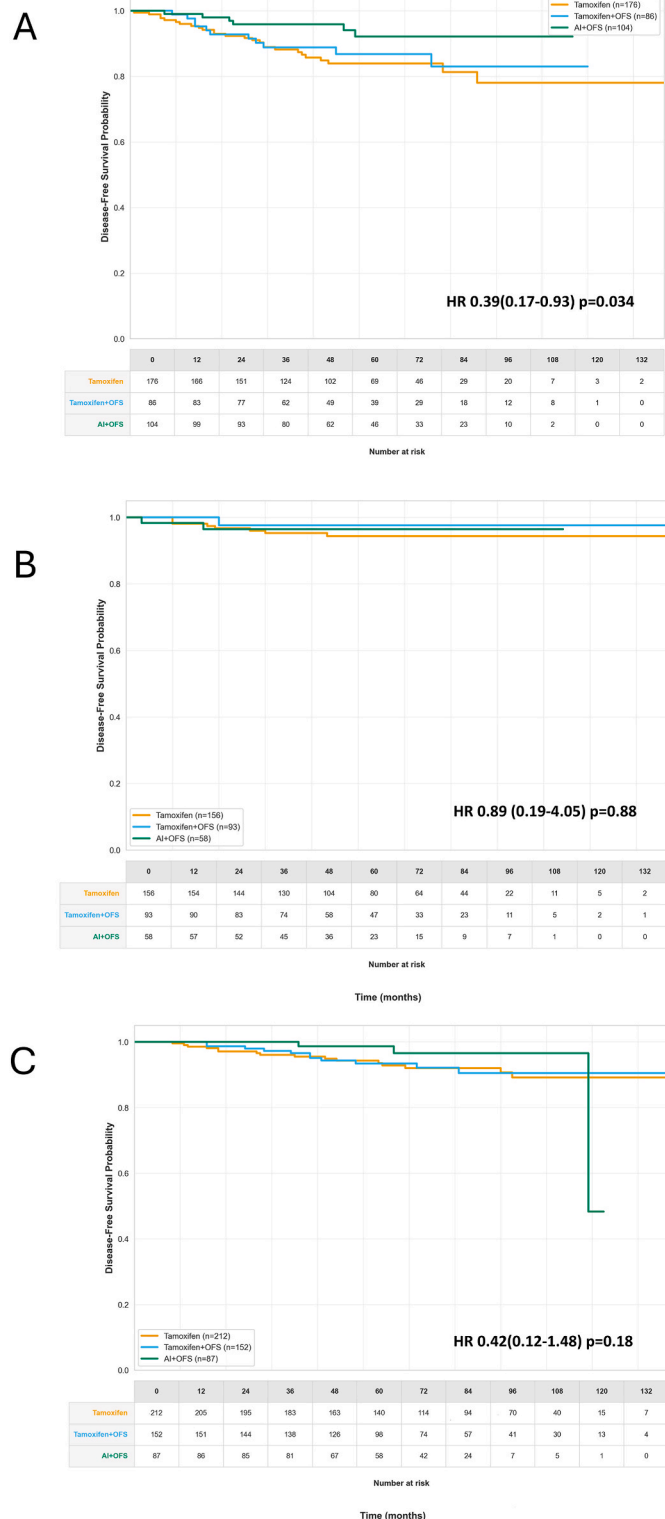 A
Tamoxifen (n=176)
Tamoxifen+OFS (n=86)
AI+OFS (n=104)
Disease-Free Survival Probability
1.0
0.8
0.6
0.4
0.2
0.0
HR 0.39(0.17-0.93) p=0.034
0 12 24 36 48 60 72 84 96 108 120 132
Tamoxifen 176 166 151 124 102 69 46 29 20 7 3 2
Tamoxifen+OFS 86 83 77 62 49 39 29 18 12 8 1 0
AI+OFS 104 99 93 80 62 46 33 23 10 2 0 0
Number at risk
B
Disease-Free Survival Probability
1.0
0.8
0.6
0.4
0.2
0.0
HR 0.89 (0.19-4.05) p=0.88
Tamoxifen (n=156)
Tamoxifen+OFS (n=93)
AI+OFS (n=58)
0 12 24 36 48 60 72 84 96 108 120 132
Tamoxifen 156 154 144 130 104 80 64 44 22 11 5 2
Tamoxifen+OFS 93 90 83 74 58 47 33 23 11 5 2 1
AI+OFS 58 57 52 45 36 23 15 9 7 1 0 0
Number at risk
Time (months)
C
Disease-Free Survival Probability
1.0
0.8
0.6
0.4
0.2
0.0
HR 0.42(0.12-1.48) p=0.18
Tamoxifen (n=212)
Tamoxifen+OFS (n=152)
AI+OFS (n=87)
0 12 24 36 48 60 72 84 96 108 120 132
Tamoxifen 212 205 195 183 163 140 114 94 70 40 15 7
Tamoxifen+OFS 152 151 144 138 126 98 74 57 41 30 13 4
AI+OFS 87 86 85 81 67 58 42 24 7 5 1 0
Number at risk
Time (months)